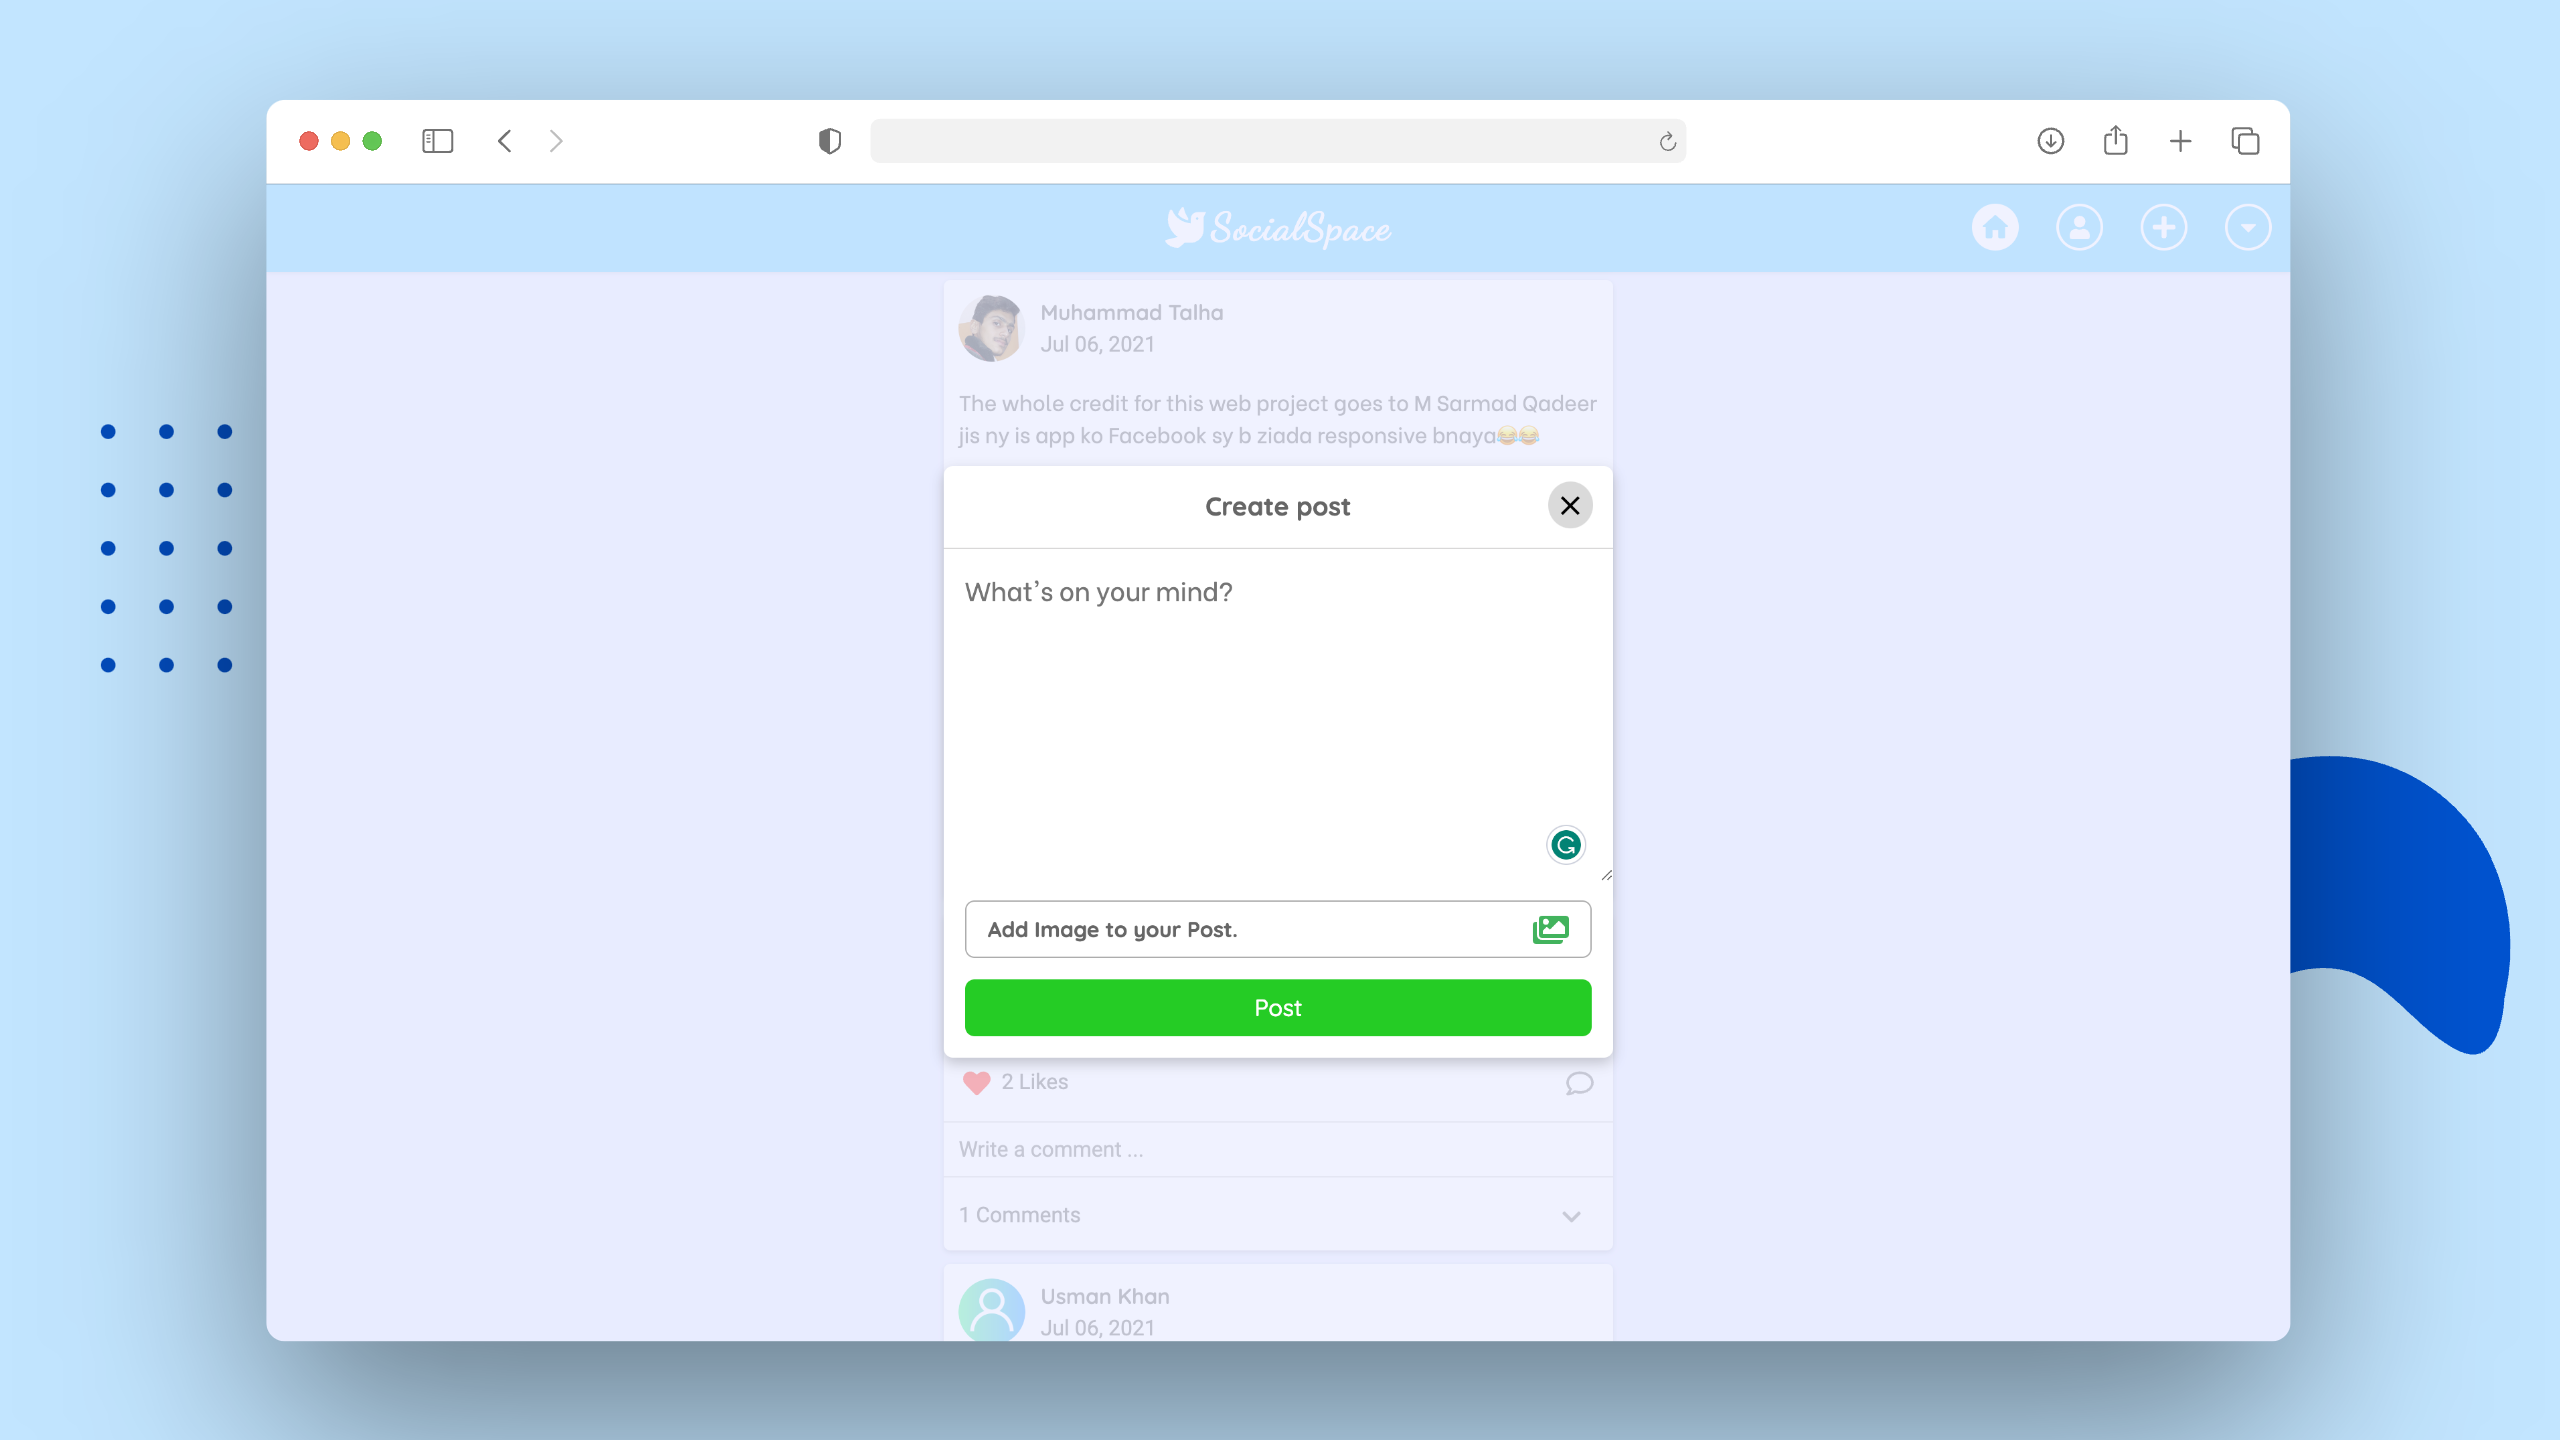 SocialSpace
Muhammad Talha
Jul 06, 2021
The whole credit for this web project goes to M Sarmad Qadeer
jis ny is app ko Facebook sy b ziada responsive bnaya😂😂
Create post
What's on your mind?
Add Image to your Post.
Post
2 Likes
Write a comment ...
1 Comments
Usman Khan
Jul 06, 2021